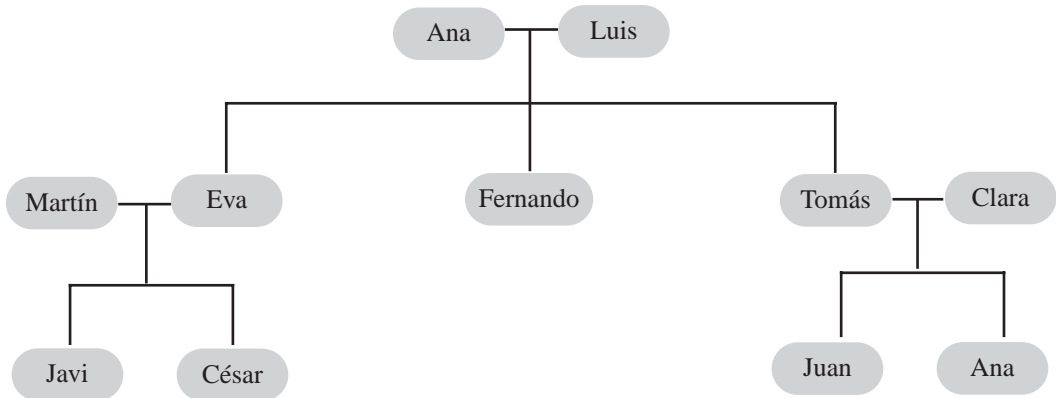 Ana
Luis
Martín
Eva
Fernando
Tomás
Clara
Javi
César
Juan
Ana